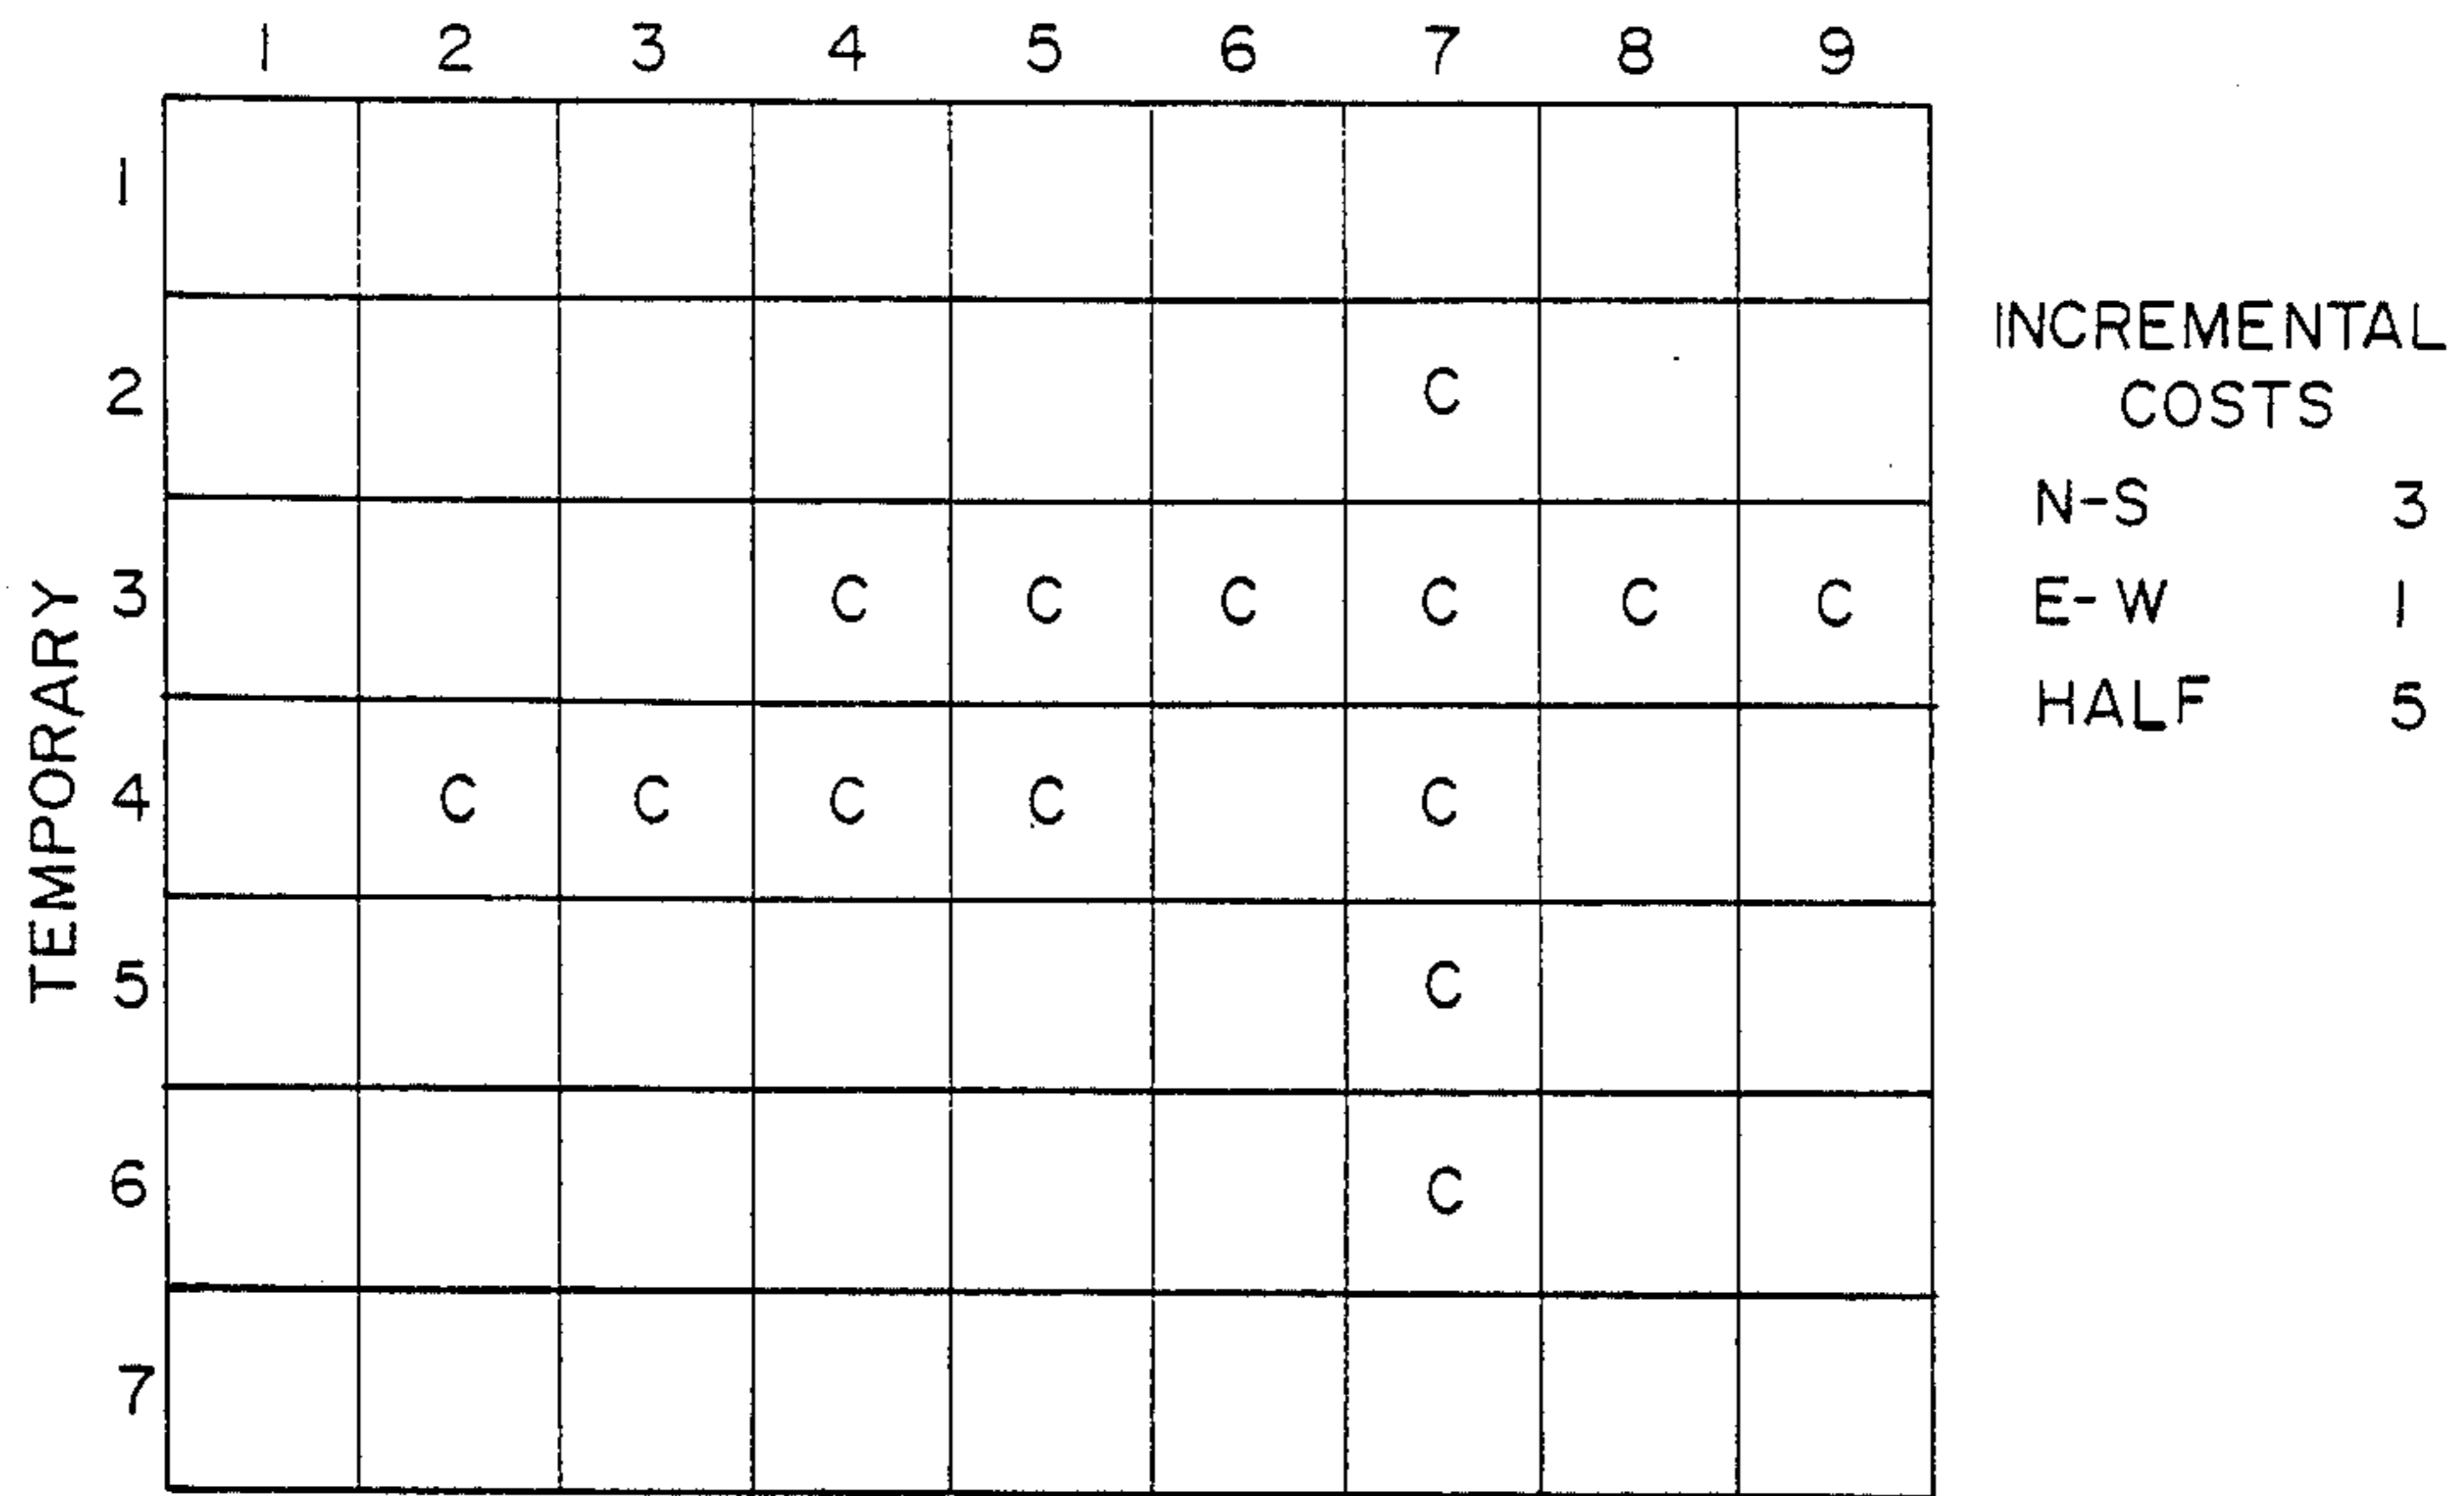 1 2 3 4 5 6 7 8 9
TEMPORARY
1
2 C
3 C C C C C C
4 C C C C C
5 C
6 C
7
INCREMENTAL
COSTS
N-S 3
E-W 1
HALF 5